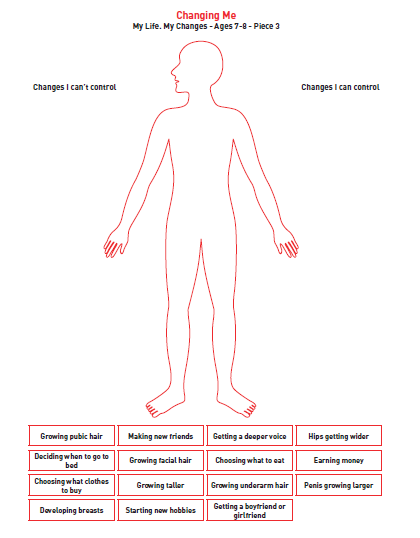 Changing Me
My Life. My Changes - Ages 7-8 - Piece 3
Changes I can't control
Changes I can control
Growing pubic hair
Making new friends
Getting a deeper voice
Hips getting wider
Deciding when to go to
bed
Growing facial hair
Choosing what to eat
Earning money
Choosing what clothes
to buy
Growing taller
Growing underarm hair
Penis growing larger
Developing breasts
Starting new hobbies
Getting a boyfriend or
girlfriend